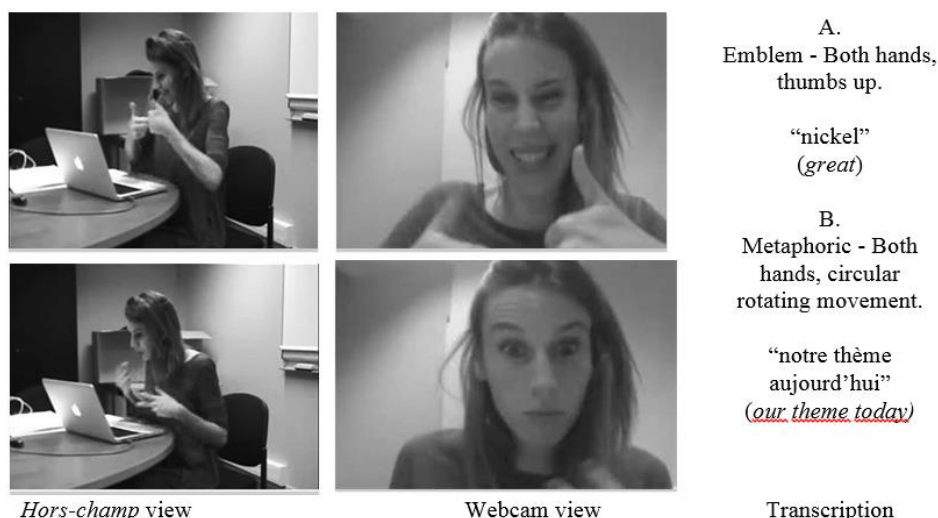 A.
Emblem - Both hands,
thumbs up.
“nickel”
(great)
B.
Metaphoric - Both
hands, circular
rotating movement.
“notre thème
aujourd’hui”
(our theme today)
Hors-champ view
Webcam view
Transcription